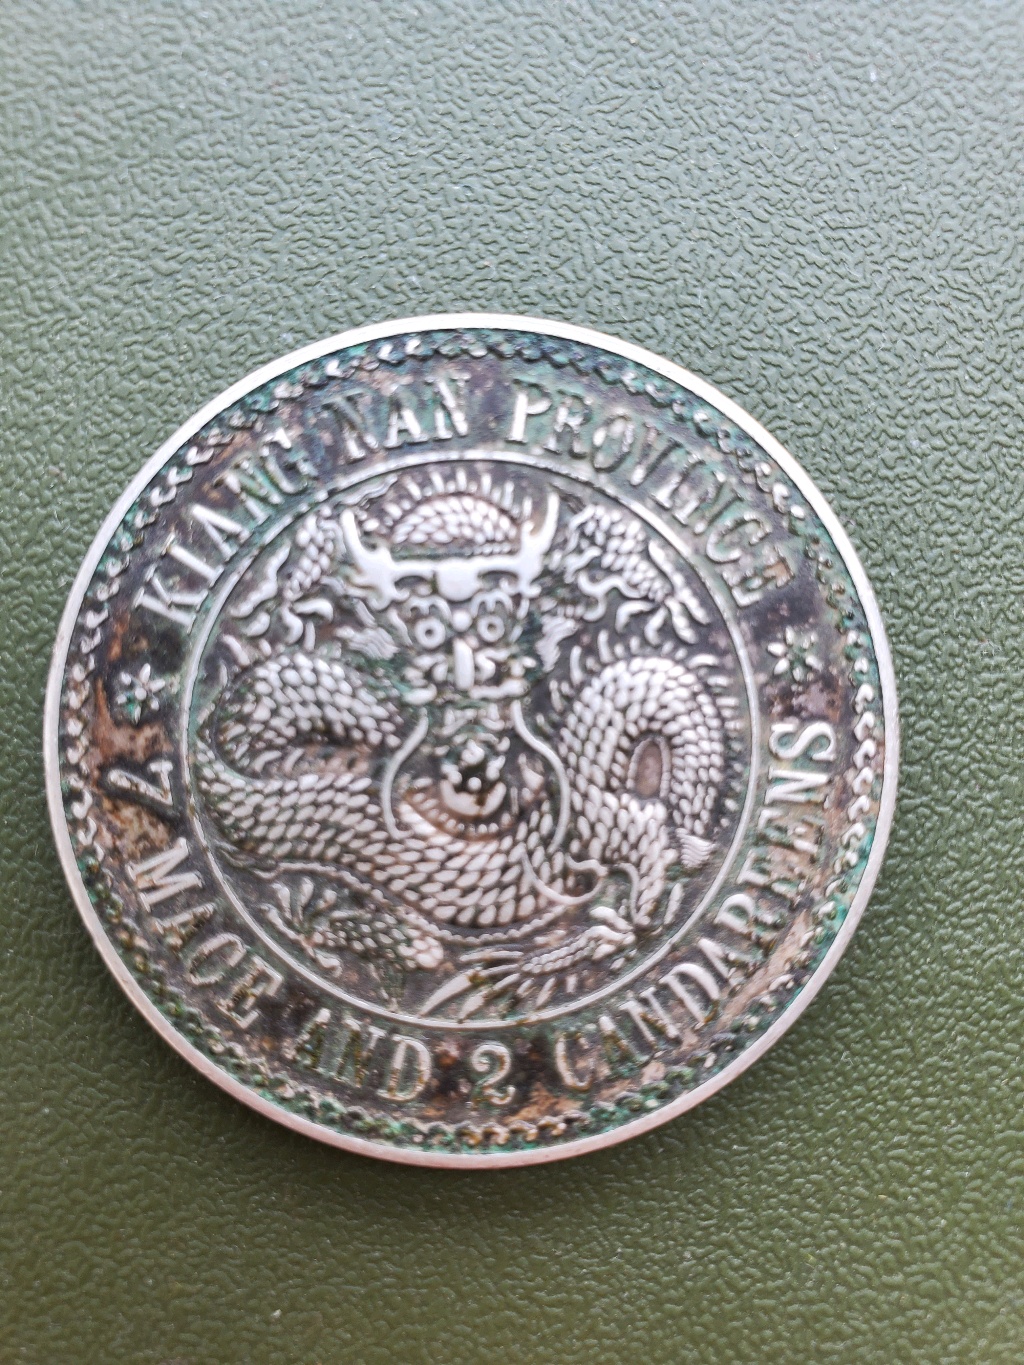 KIANG NAN PROVINCE
7 MACE AND 2 CANDAREENS